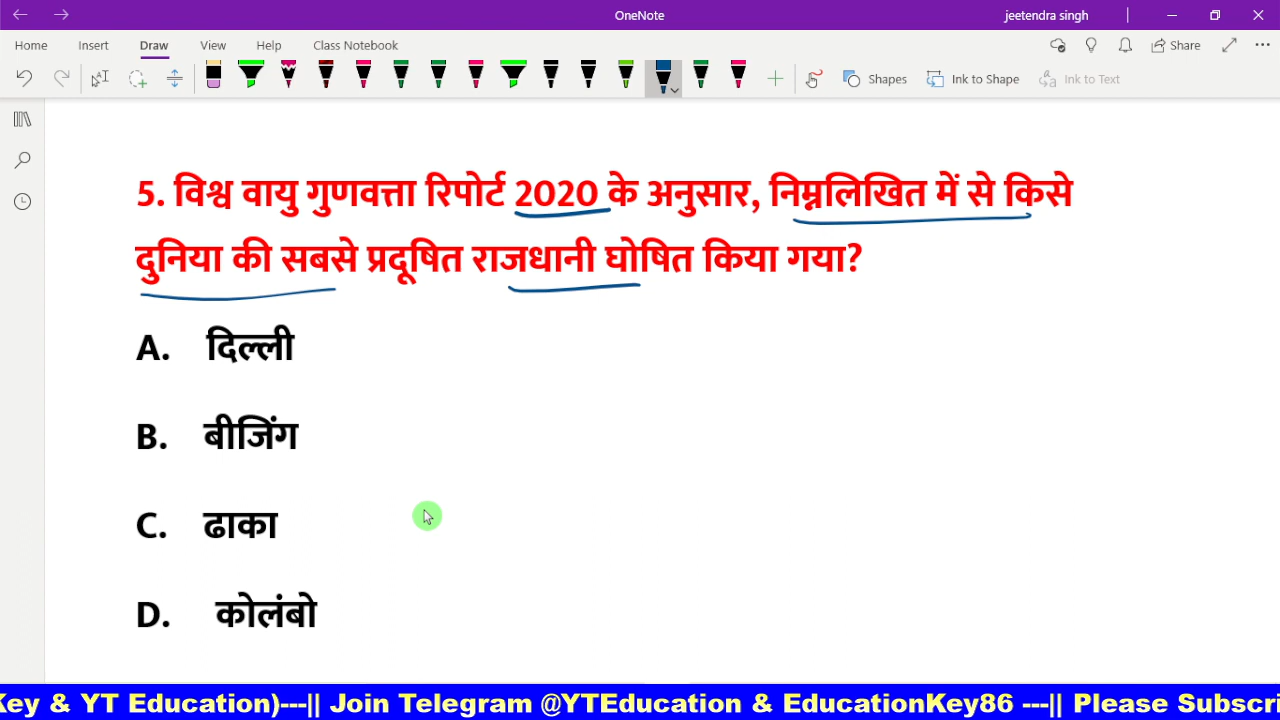 OneNote
jeetendra singh
Home Insert Draw View Help Class Notebook
Share
Shapes Ink to Shape Ink to Text
5. विश्व वायु गुणवत्ता रिपोर्ट 2020 के अनुसार, निम्नलिखित में से किसे
दुनिया की सबसे प्रदूषित राजधानी घोषित किया गया?
A. दिल्ली
B. बीजिंग
C. ढाका
D. कोलंबो
Key & YT Education)---|| Join Telegram @YTEducation & EducationKey86 ---|| Please Subscri